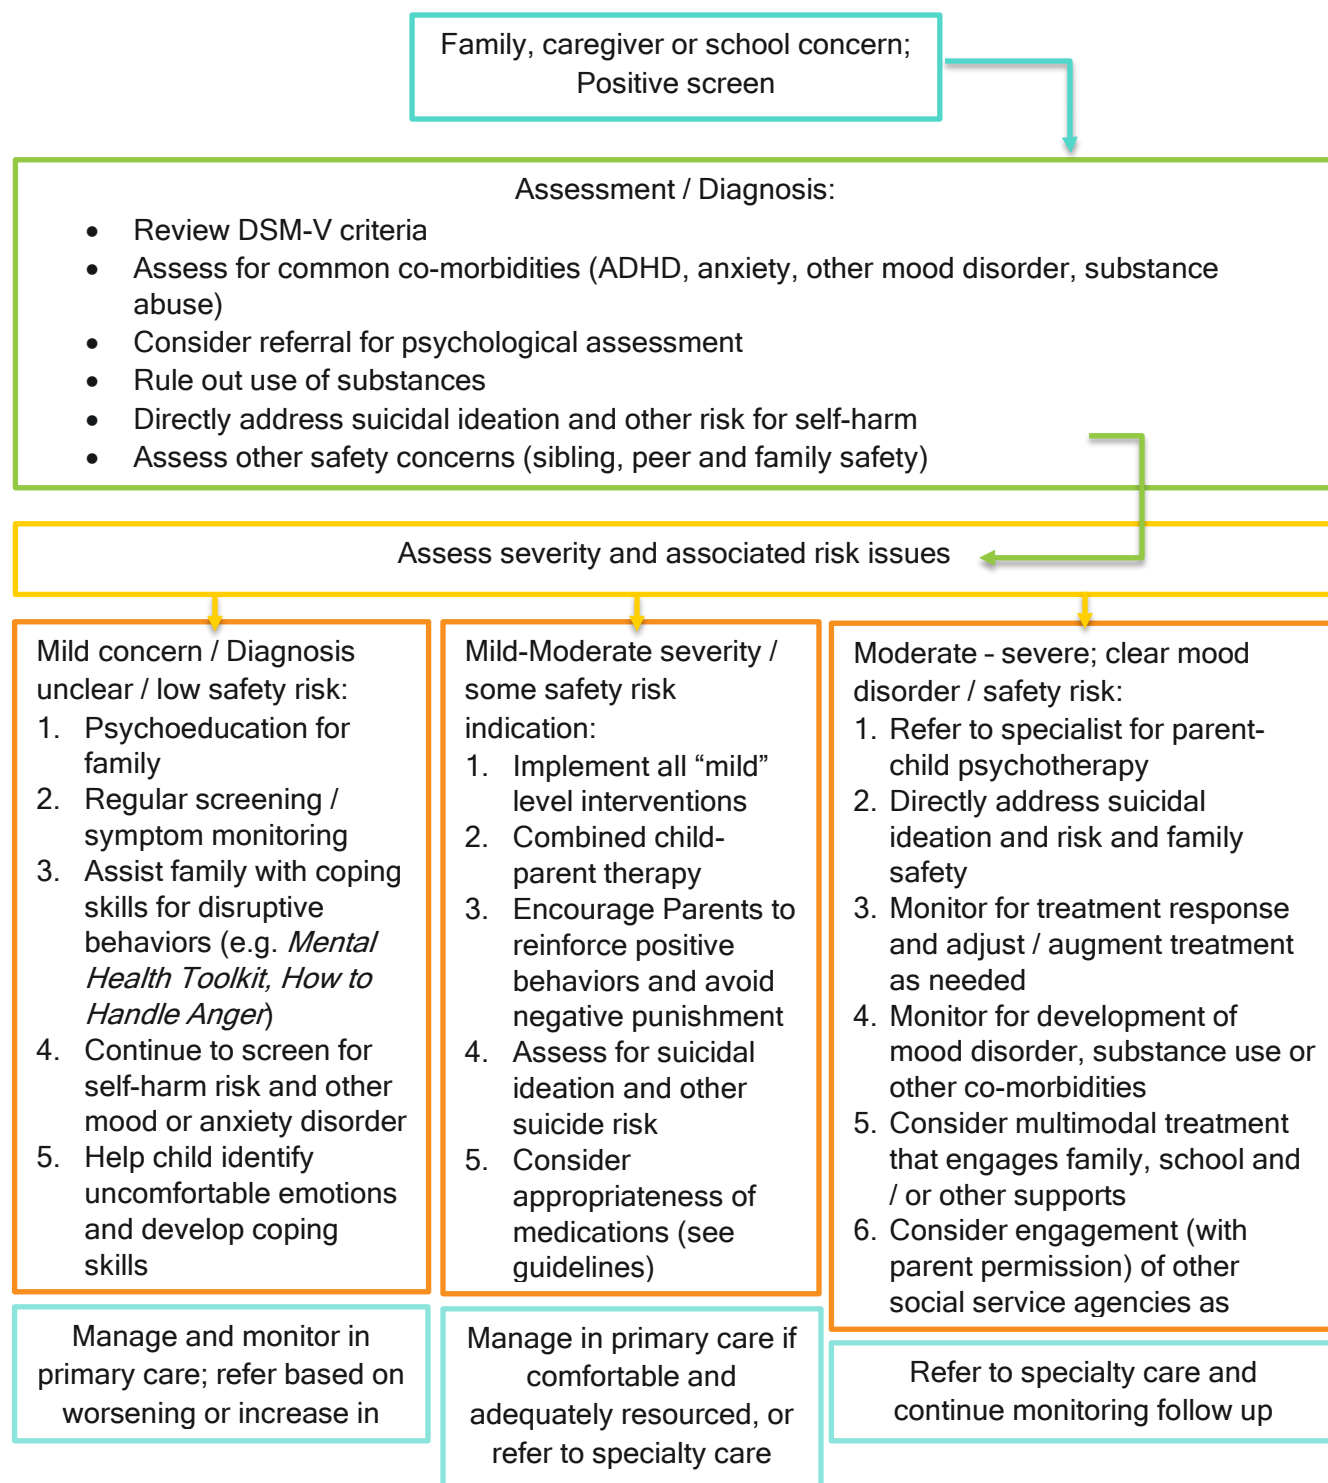 Family, caregiver or school concern;
Positive screen
Assessment / Diagnosis:
• Review DSM-V criteria
• Assess for common co-morbidities (ADHD, anxiety, other mood disorder, substance
abuse)
• Consider referral for psychological assessment
• Rule out use of substances
• Directly address suicidal ideation and other risk for self-harm
• Assess other safety concerns (sibling, peer and family safety)
Assess severity and associated risk issues
Mild concern / Diagnosis
unclear / low safety risk:
1. Psychoeducation for
family
2. Regular screening /
symptom monitoring
3. Assist family with coping
skills for disruptive
behaviors (e.g. Mental
Health Toolkit, How to
Handle Anger)
4. Continue to screen for
self-harm risk and other
mood or anxiety disorder
5. Help child identify
uncomfortable emotions
and develop coping
skills
Manage and monitor in
primary care; refer based on
worsening or increase in
Mild-Moderate severity /
some safety risk
indication:
1. Implement all “mild”
level interventions
2. Combined child-
parent therapy
3. Encourage Parents to
reinforce positive
behaviors and avoid
negative punishment
4. Assess for suicidal
ideation and other
suicide risk
5. Consider
appropriateness of
medications (see
guidelines)
Manage in primary care if
comfortable and
adequately resourced, or
refer to specialty care
Moderate – severe; clear mood
disorder / safety risk:
1. Refer to specialist for parent-
child psychotherapy
2. Directly address suicidal
ideation and risk and family
safety
3. Monitor for treatment response
and adjust / augment treatment
as needed
4. Monitor for development of
mood disorder, substance use or
other co-morbidities
5. Consider multimodal treatment
that engages family, school and
/ or other supports
6. Consider engagement (with
parent permission) of other
social service agencies as
Refer to specialty care and
continue monitoring follow up